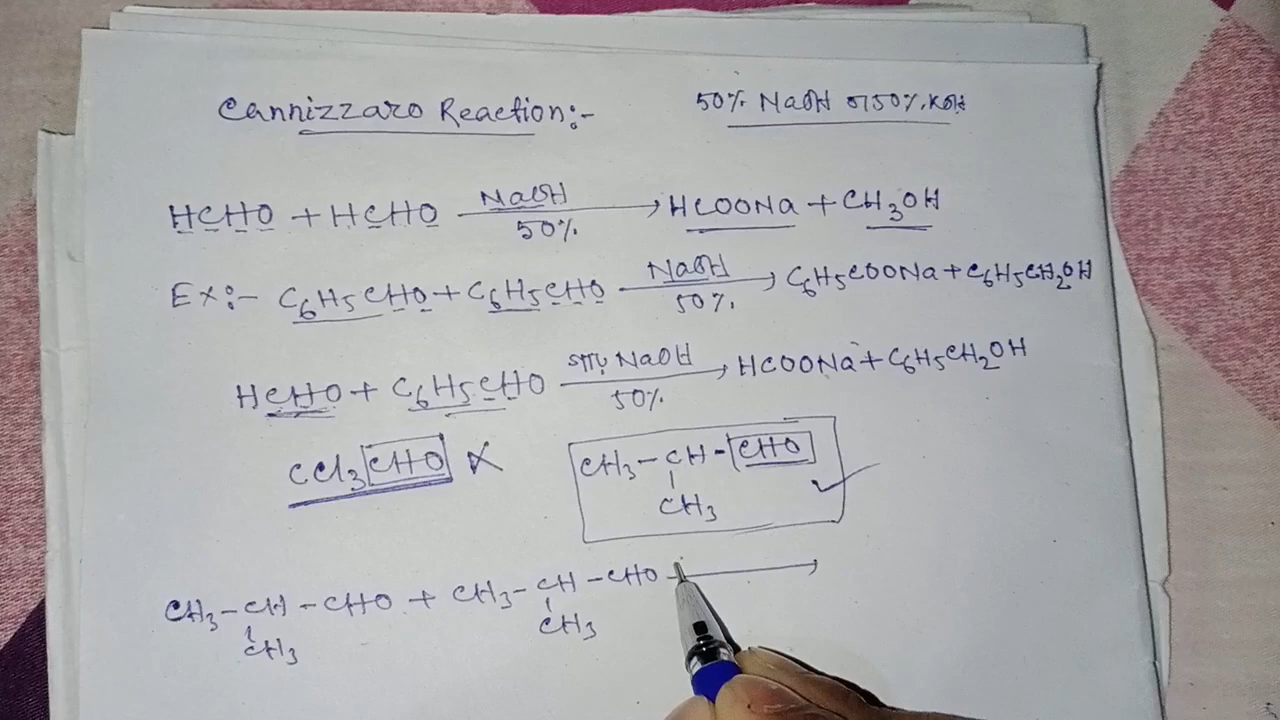 Cannizzaro Reaction:- 50% NaOH or 50% KOH
HCHO + HCHO NaOH 50% → HCOONa + CH3OH
Ex:- C6H5CHO + C6H5CHO NaOH 50% → C6H5COONa + C6H5CH2OH
HCHO + C6H5CHO सांद्र NaOH 50% → HCOONa + C6H5CH2OH
CCl3CHO X CH3-CH-CHO ✓
CH3
CH3-CH-CHO + CH3-CH-CHO →
CH3 CH3